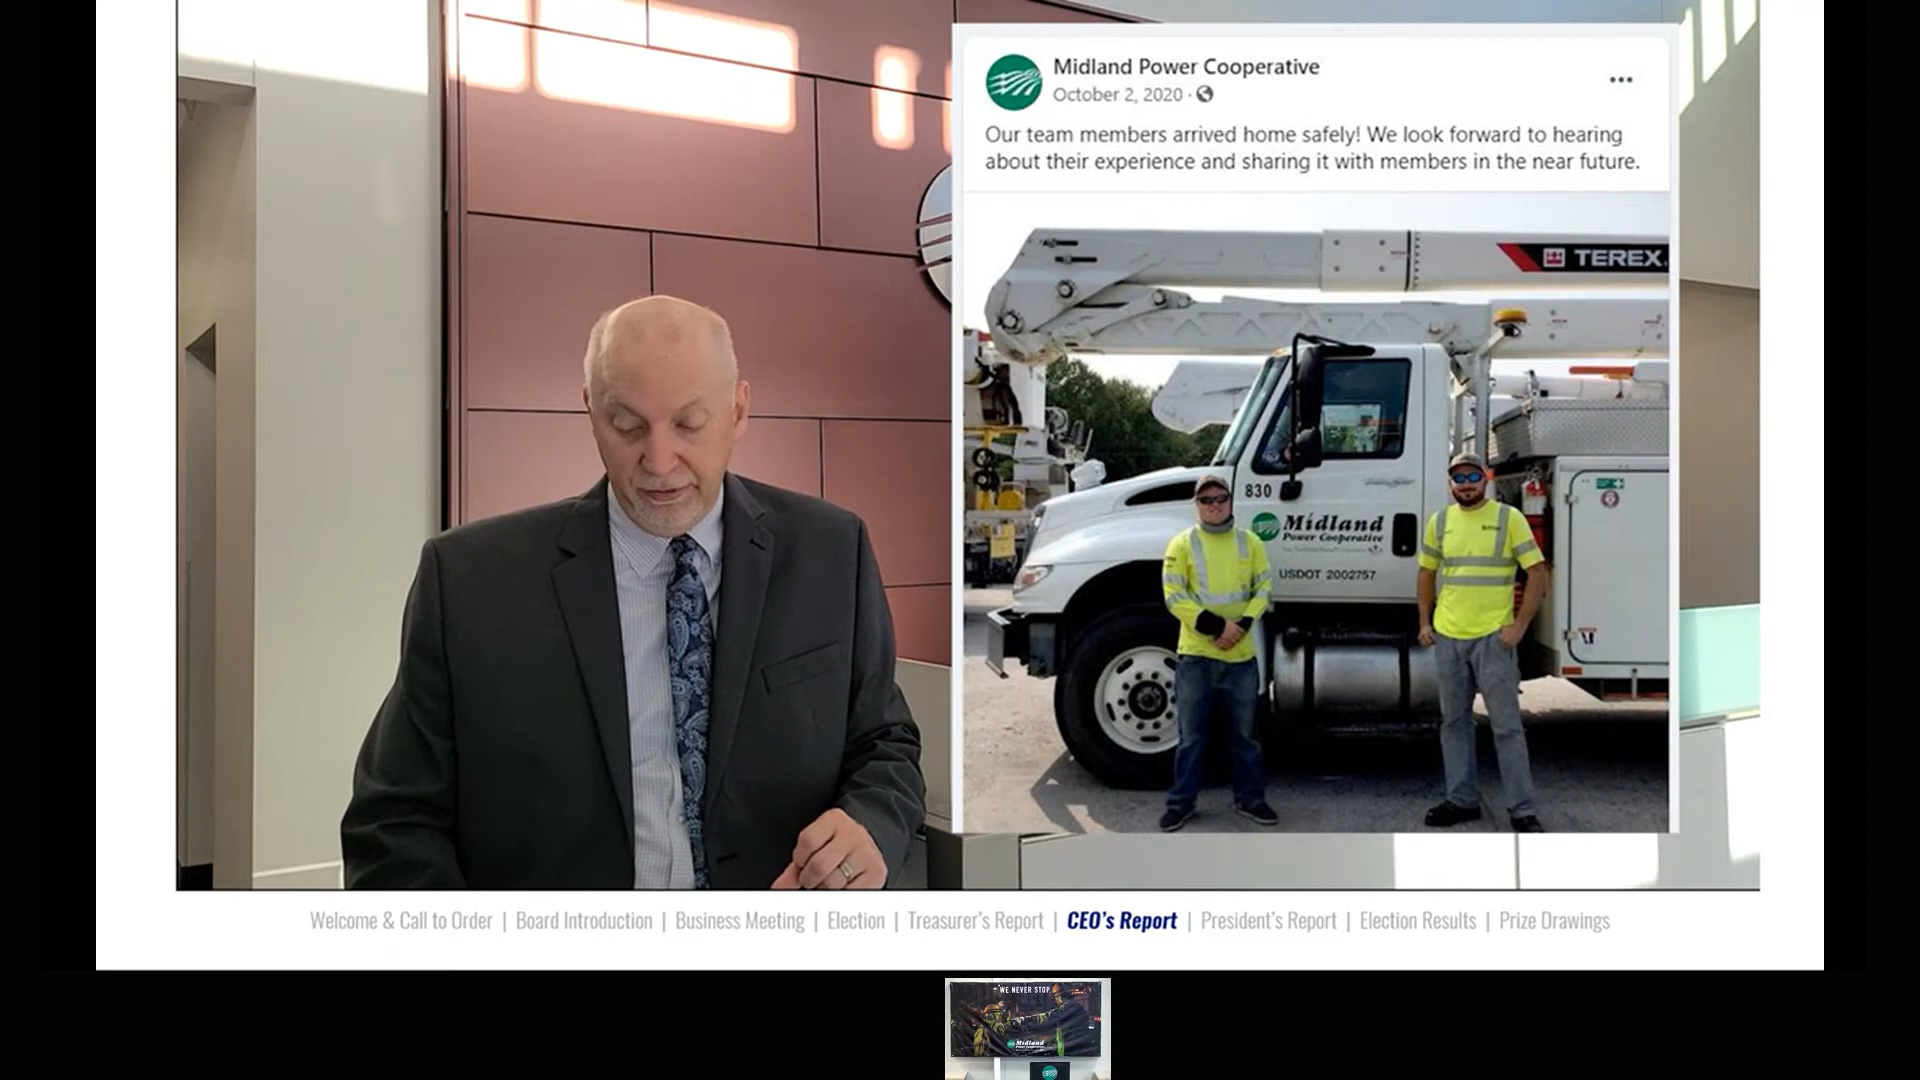 Midland Power Cooperative
October 2, 2020
Our team members arrived home safely! We look forward to hearing
about their experience and sharing it with members in the near future.
TEREX
830
Midland
Power Cooperative
USDOT 2002757
Welcome & Call to Order | Board Introduction | Business Meeting | Election | Treasurer's Report | CEO's Report | President's Report | Election Results | Prize Drawings
WE NEVER STOP
Midland
Power Cooperative